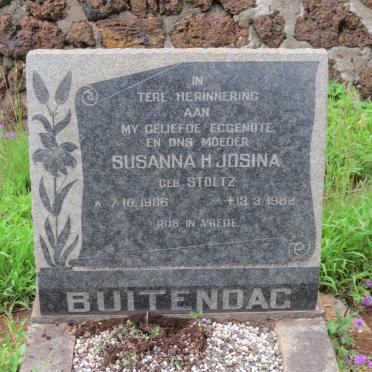 IN
TERE HERINNERING
AAN
MY GELIEFDE EGGENOTE
EN ONS MOEDER
SUSANNA H. JOSINA
GEB STOLTZ
* 7.10.1906 +13.3.1982
RUS IN VREDE
BUITENDAG